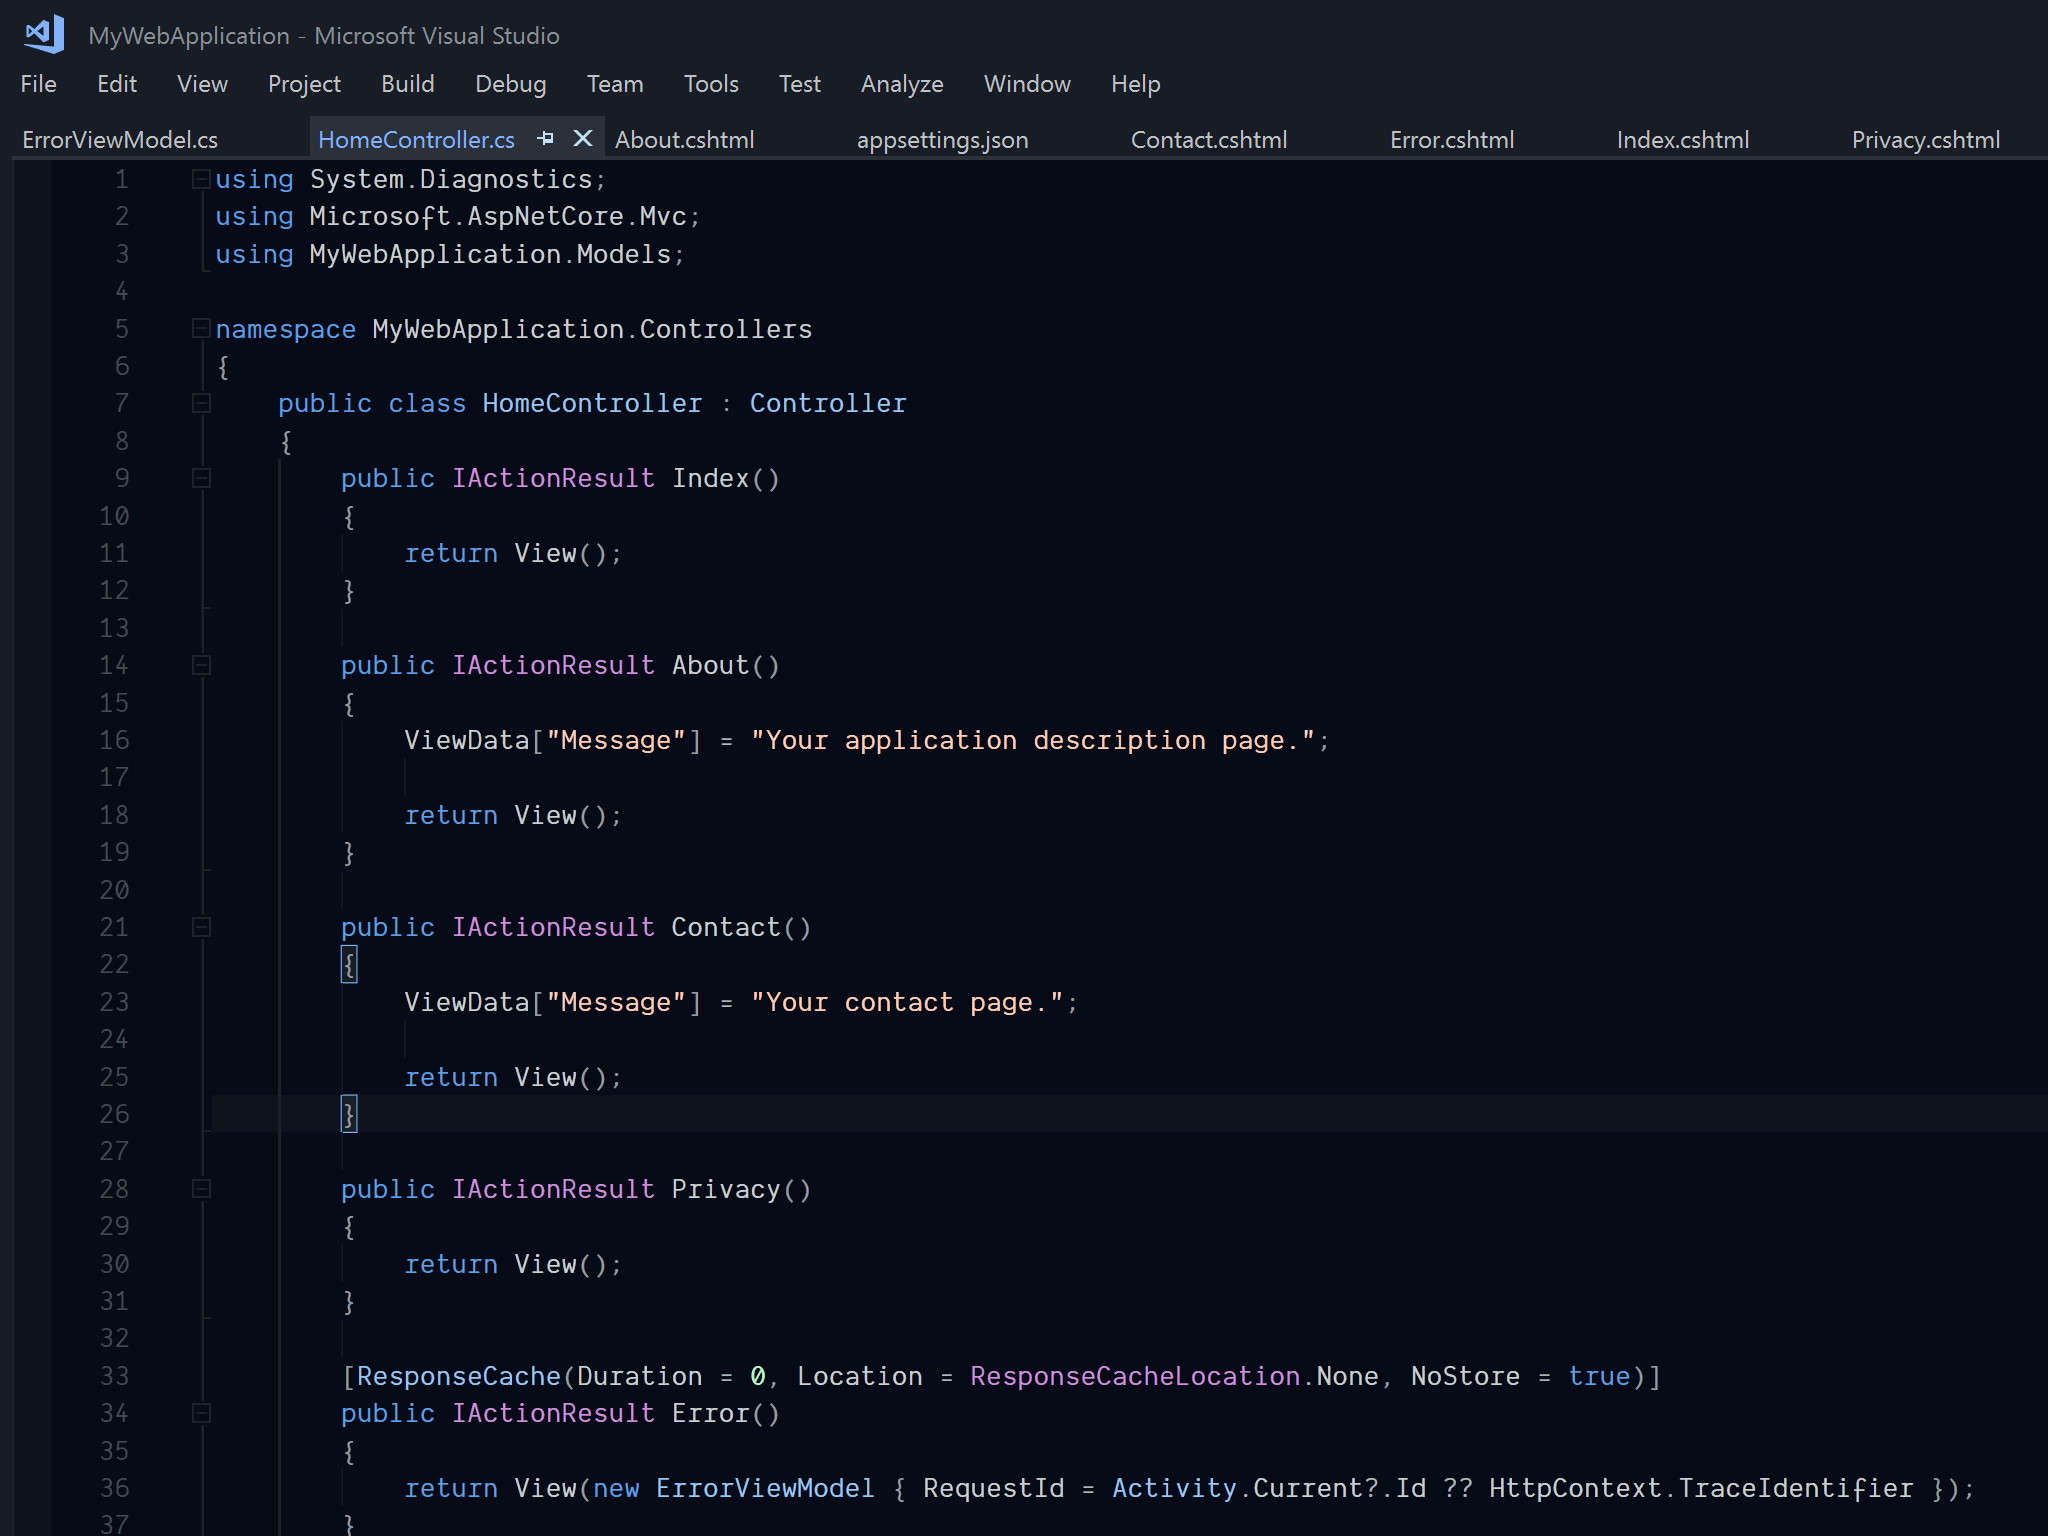 MyWebApplication - Microsoft Visual Studio
File Edit View Project Build Debug Team Tools Test Analyze Window Help
ErrorViewModel.cs HomeController.cs About.cshtml appsettings.json Contact.cshtml Error.cshtml Index.cshtml Privacy.cshtml
1 using System.Diagnostics;
2 using Microsoft.AspNetCore.Mvc;
3 using MyWebApplication.Models;
4
5 namespace MyWebApplication.Controllers
6 {
7     public class HomeController : Controller
8     {
9         public IActionResult Index()
10         {
11             return View();
12         }
13
14         public IActionResult About()
15         {
16             ViewData["Message"] = "Your application description page.";
17
18             return View();
19         }
20
21         public IActionResult Contact()
22         {
23             ViewData["Message"] = "Your contact page.";
24
25             return View();
26         }
27
28         public IActionResult Privacy()
29         {
30             return View();
31         }
32
33         [ResponseCache(Duration = 0, Location = ResponseCacheLocation.None, NoStore = true)]
34         public IActionResult Error()
35         {
36             return View(new ErrorViewModel { RequestId = Activity.Current?.Id ?? HttpContext.TraceIdentifier });
37         }